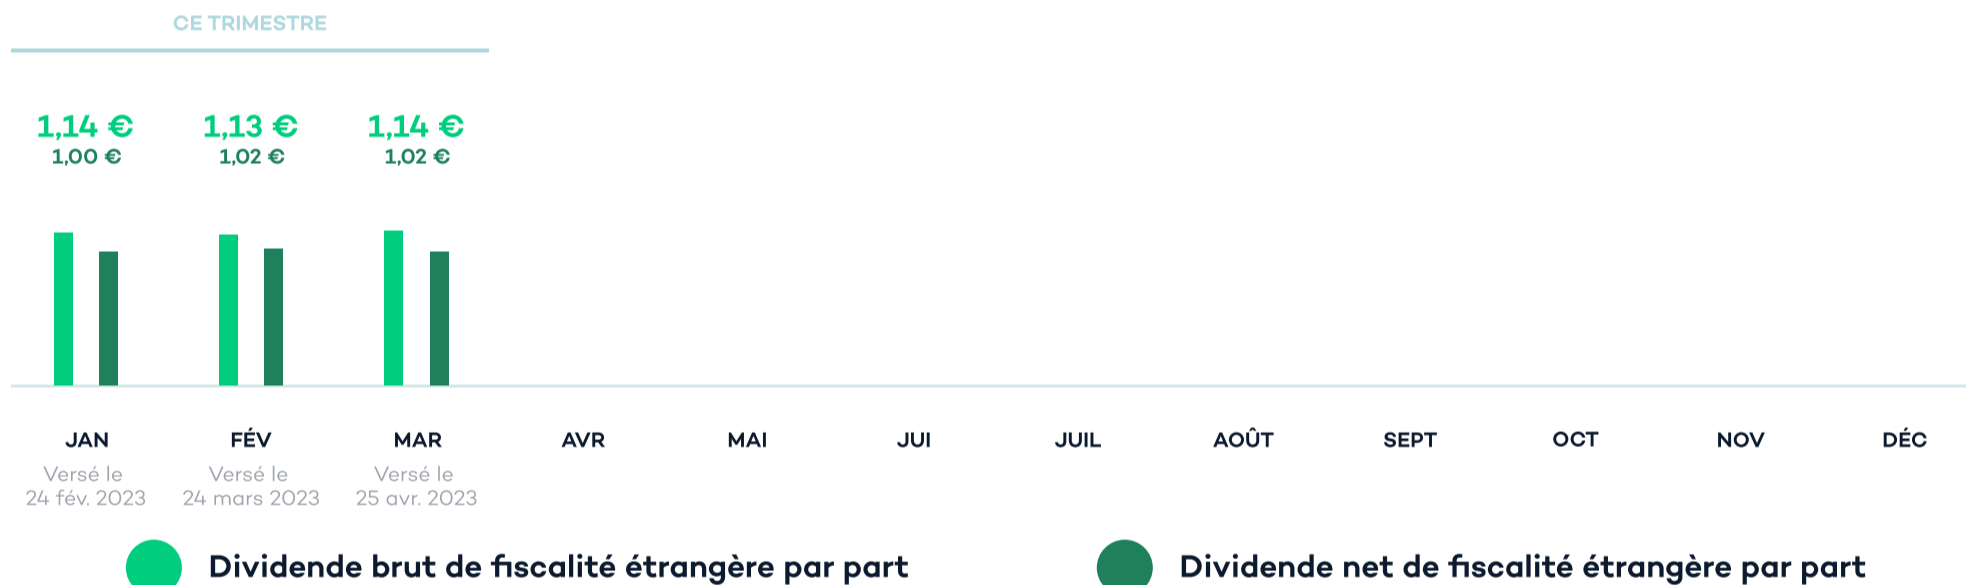 CE TRIMESTRE
1,14 € 1,13 € 1,14 €
1,00 € 1,02 € 1,02 €
JAN FÉV MAR AVR MAI JUI JUIL AOÛT SEPT OCT NOV DÉC
Versé le Versé le Versé le
24 fév. 2023 24 mars 2023 25 avr. 2023
Dividende brut de fiscalité étrangère par part Dividende net de fiscalité étrangère par part